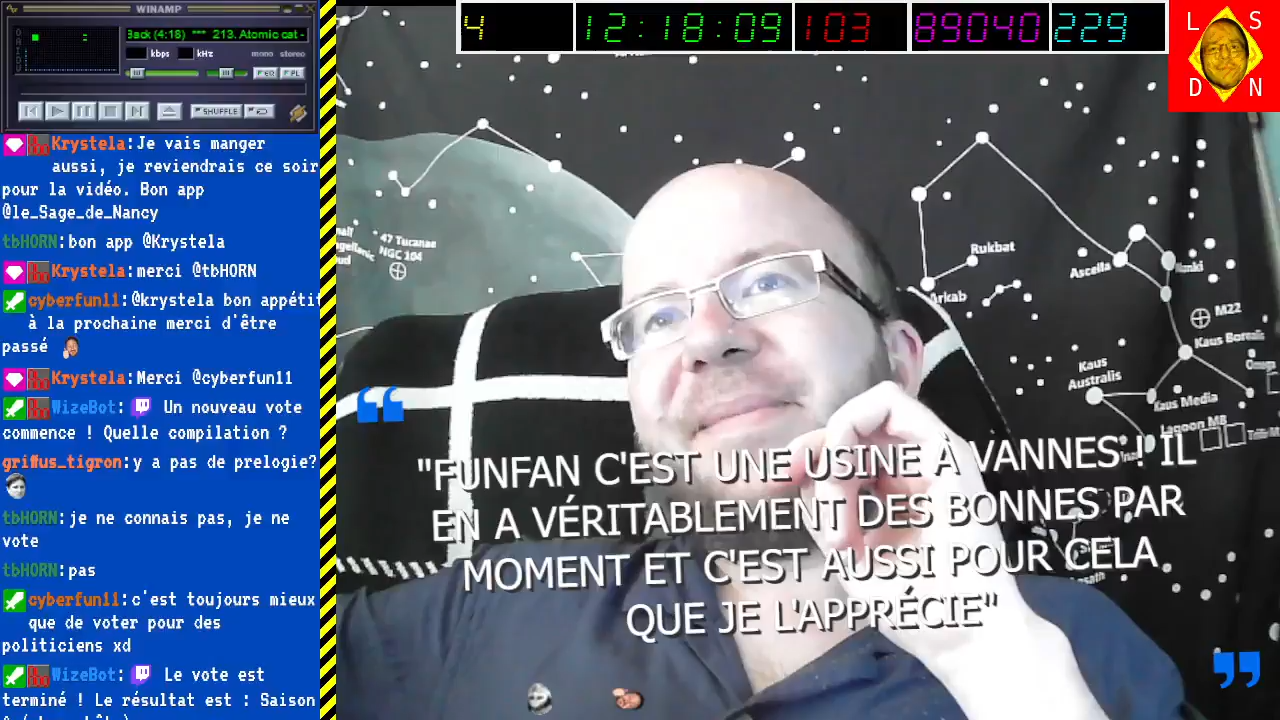 WINAMP
Back (4:18) *** 213. Atomic cat -
kbps
kHz
mono stereo
EQ
PL
SHUFFLE
4
12:18:09
103
89040
229
L S
D N
Krystela:Je vais manger
aussi, je reviendrais ce soir
pour la vidéo. Bon app
@le_Sage_de_Nancy
tbHORN:bon app @Krystela
Krystela:merci @tbHORN
cyberfun11:@krystela bon appétit
à la prochaine merci d'être
passé
Krystela:Merci @cyberfun11
WizeBot: Un nouveau vote
commence ! Quelle compilation ?
griffus_tigron:y a pas de prelogie?
tbHORN:je ne connais pas, je ne
vote
tbHORN:pas
cyberfun11:c'est toujours mieux
que de voter pour des
politiciens xd
WizeBot: Le vote est
terminé ! Le résultat est : Saison
47 Tucanae
NGC 104
Rukbat
Arkab
Ascella
Nunki
M22
Kaus Borealis
Kaus
Australis
Kaus Media
Lagoon M8
"FUNFAN C'EST UNE USINE À VANNES ! IL
EN A VÉRITABLEMENT DES BONNES PAR
MOMENT ET C'EST AUSSI POUR CELA
QUE JE L'APPRÉCIE"